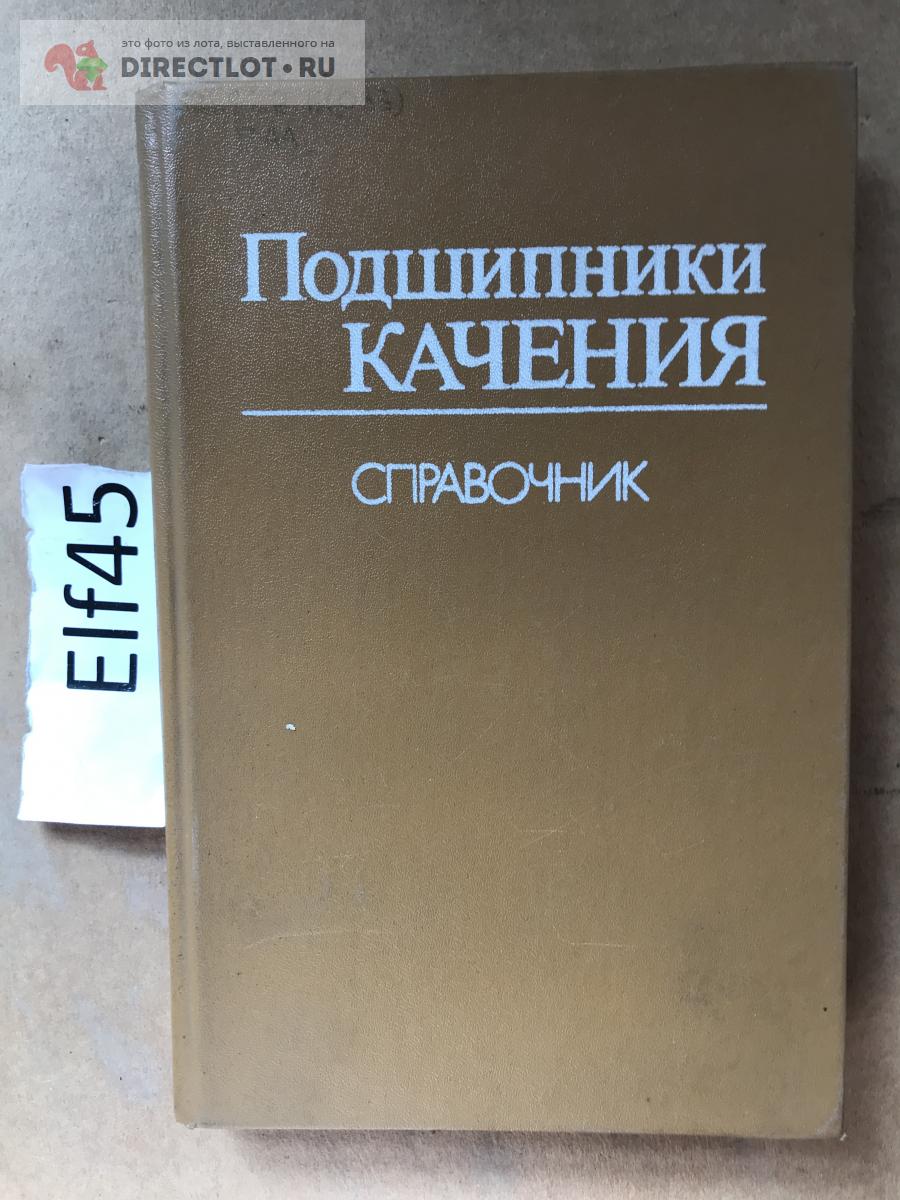 это фото из лота, выставленного на
DIRECTLOT•RU
Подшипники
КАЧЕНИЯ
СПРАВОЧНИК
Elf45